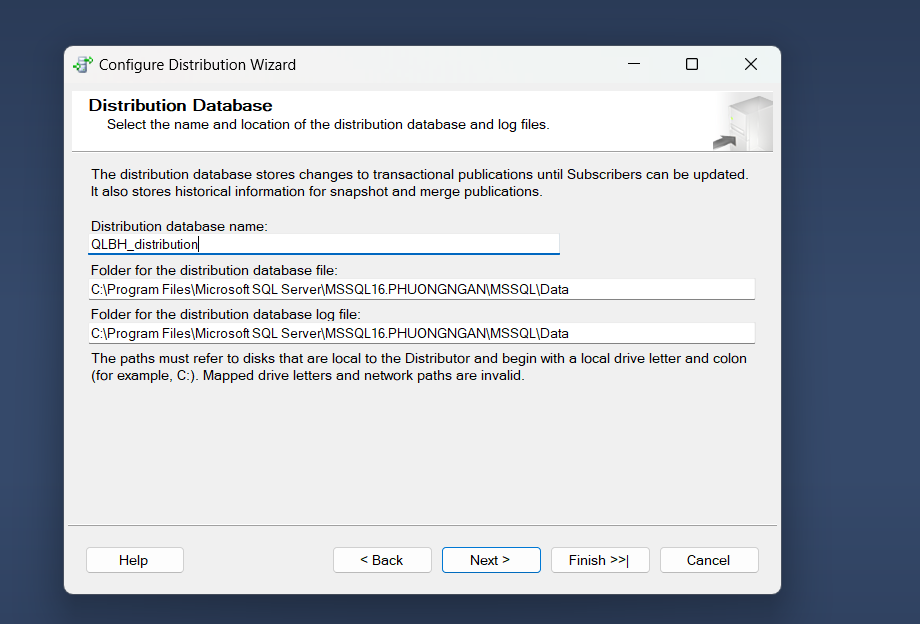 Configure Distribution Wizard
Distribution Database
Select the name and location of the distribution database and log files.
The distribution database stores changes to transactional publications until Subscribers can be updated.
It also stores historical information for snapshot and merge publications.
Distribution database name:
QLBH_distribution
Folder for the distribution database file:
C:\Program Files\Microsoft SQL Server\MSSQL16.PHUONGNGAN\MSSQL\Data
Folder for the distribution database log file:
C:\Program Files\Microsoft SQL Server\MSSQL16.PHUONGNGAN\MSSQL\Data
The paths must refer to disks that are local to the Distributor and begin with a local drive letter and colon
(for example, C:). Mapped drive letters and network paths are invalid.
Help
< Back
Next >
Finish >>|
Cancel